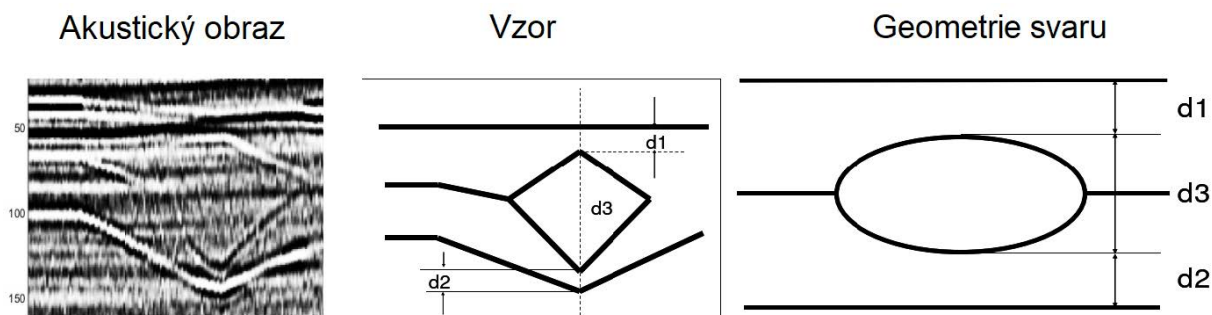 Akustický obraz
Vzor
Geometrie svaru
50
100
150
d1
d3
d2
d1
d3
d2